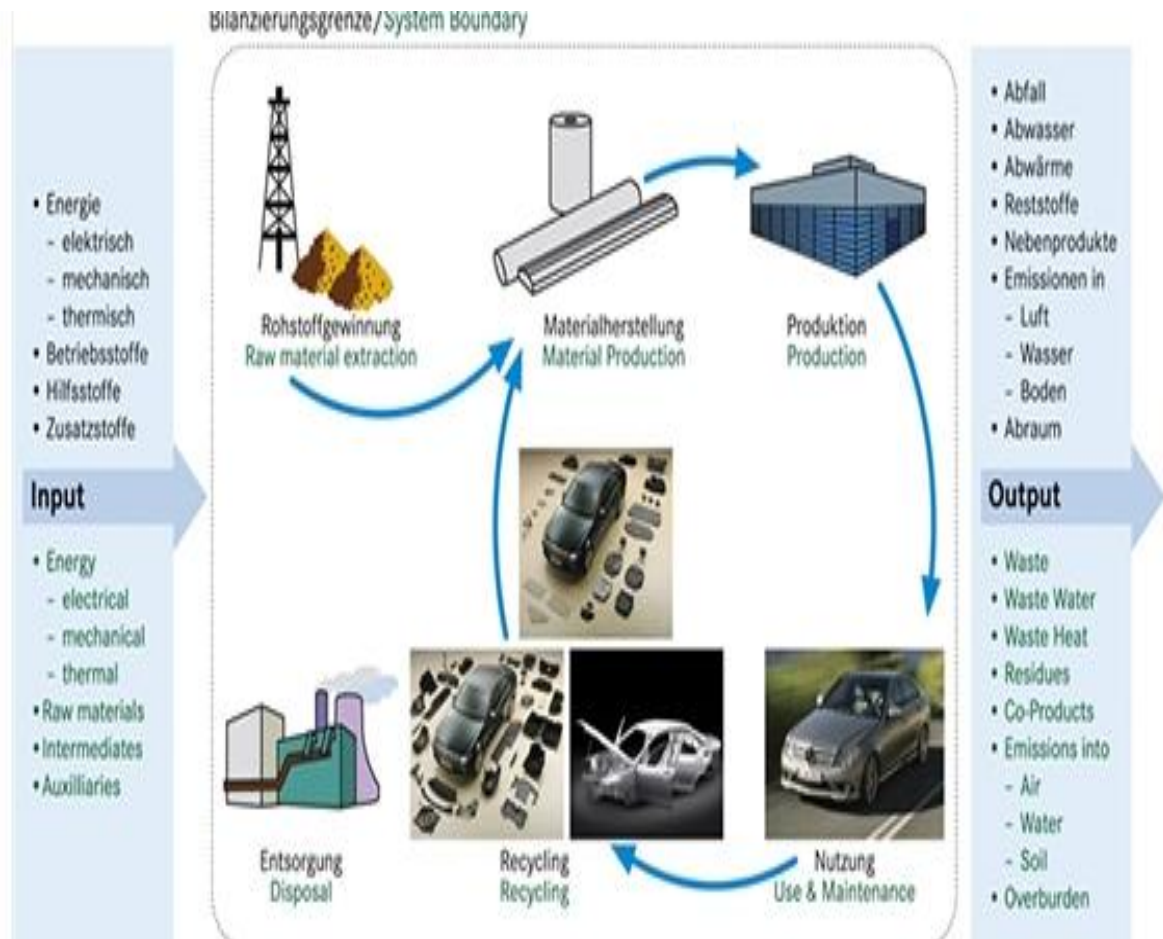 Bilanzierungsgrenze/System Boundary
• Energie
- elektrisch
- mechanisch
- thermisch
• Betriebsstoffe
• Hilfsstoffe
• Zusatzstoffe
Input
• Energy
- electrical
- mechanical
- thermal
• Raw materials
• Intermediates
• Auxilliaries
Rohstoffgewinnung
Raw material extraction
Materialherstellung
Material Production
Produktion
Production
Entsorgung
Disposal
Recycling
Recycling
Nutzung
Use & Maintenance
• Abfall
• Abwasser
• Abwärme
• Reststoffe
• Nebenprodukte
• Emissionen in
- Luft
- Wasser
- Boden
• Abraum
Output
• Waste
• Waste Water
• Waste Heat
• Residues
• Co-Products
• Emissions into
- Air
- Water
- Soil
• Overburden